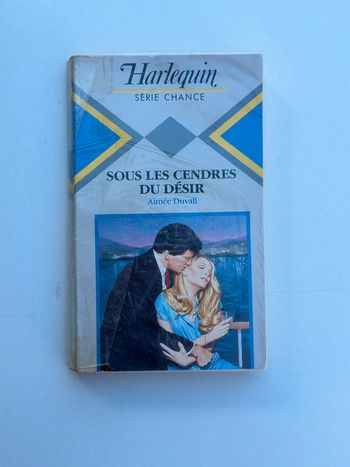 Harlequin
SÉRIE CHANCE
SOUS LES CENDRES
DU DÉSIR
Aimée Duvall